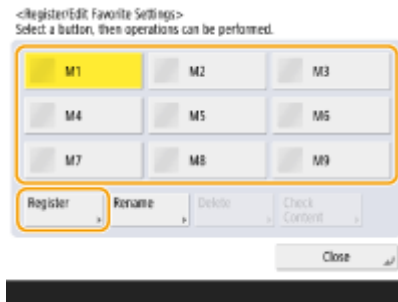 <Register/Edit Favorite Settings>
Select a button, then operations can be performed.
M1 M2 M3
M4 M5 M6
M7 M8 M9
Register Rename Delete Check
Content
Close